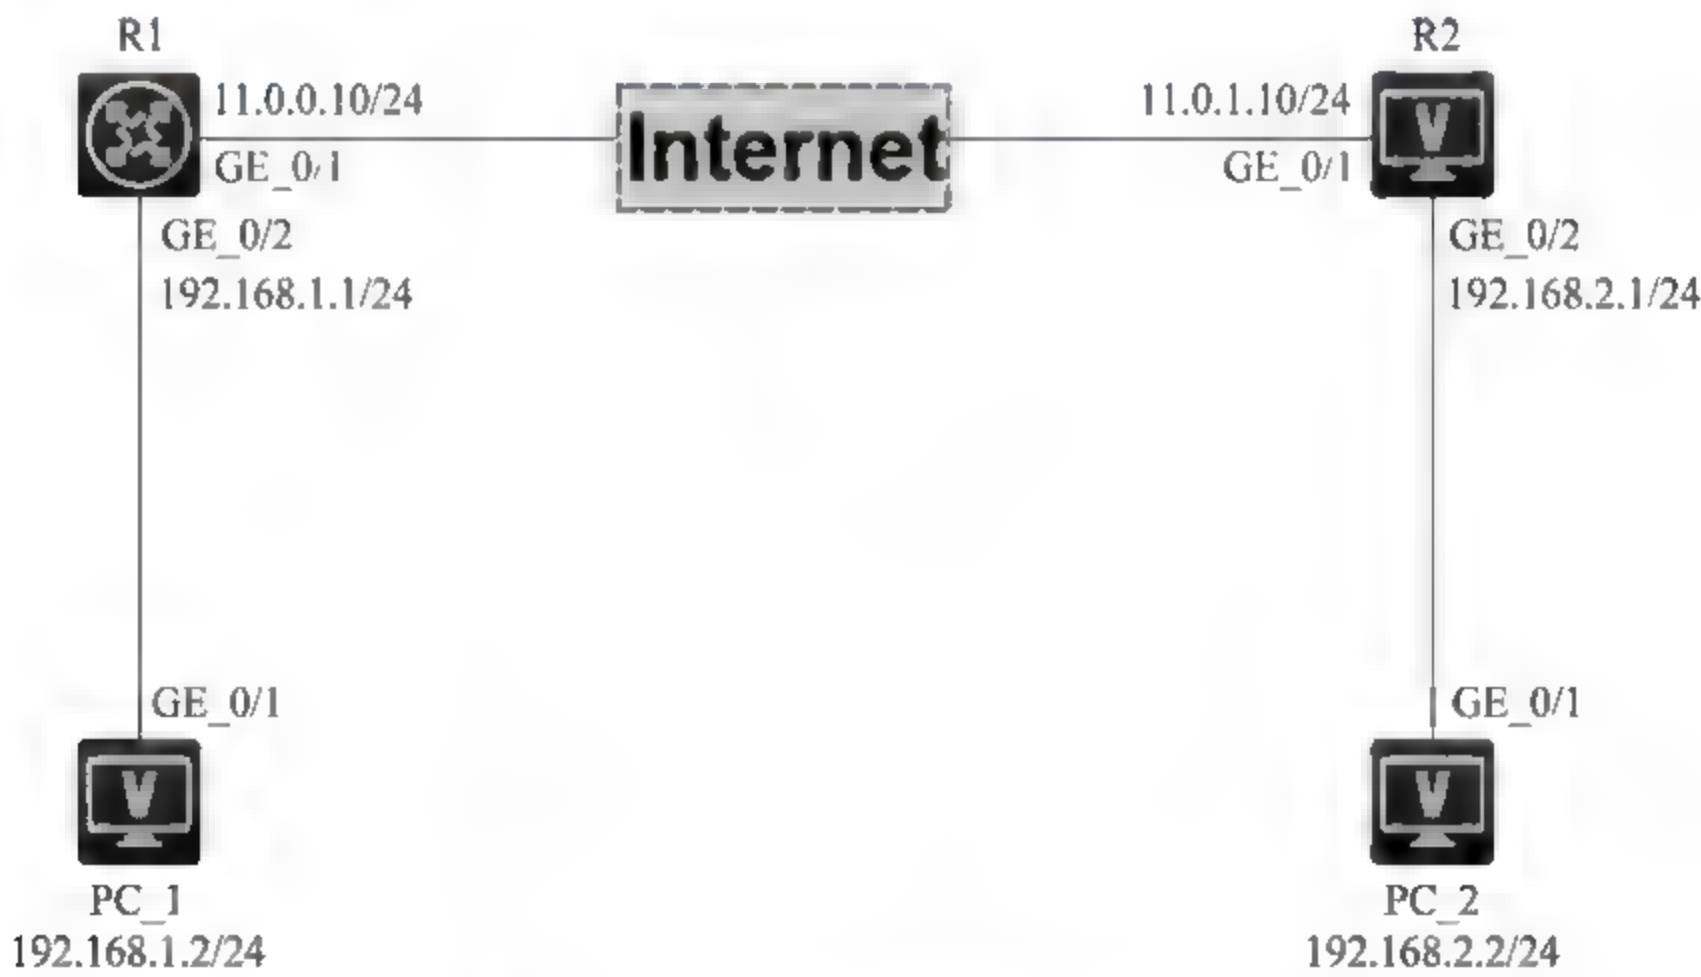 R1
R2
11.0.0.10/24
Internet
11.0.1.10/24
GE_0/1
GE_0/1
GE_0/2
GE_0/2
192.168.1.1/24
192.168.2.1/24
GE_0/1
GE_0/1
V
V
V
PC_1
PC_2
192.168.1.2/24
192.168.2.2/24